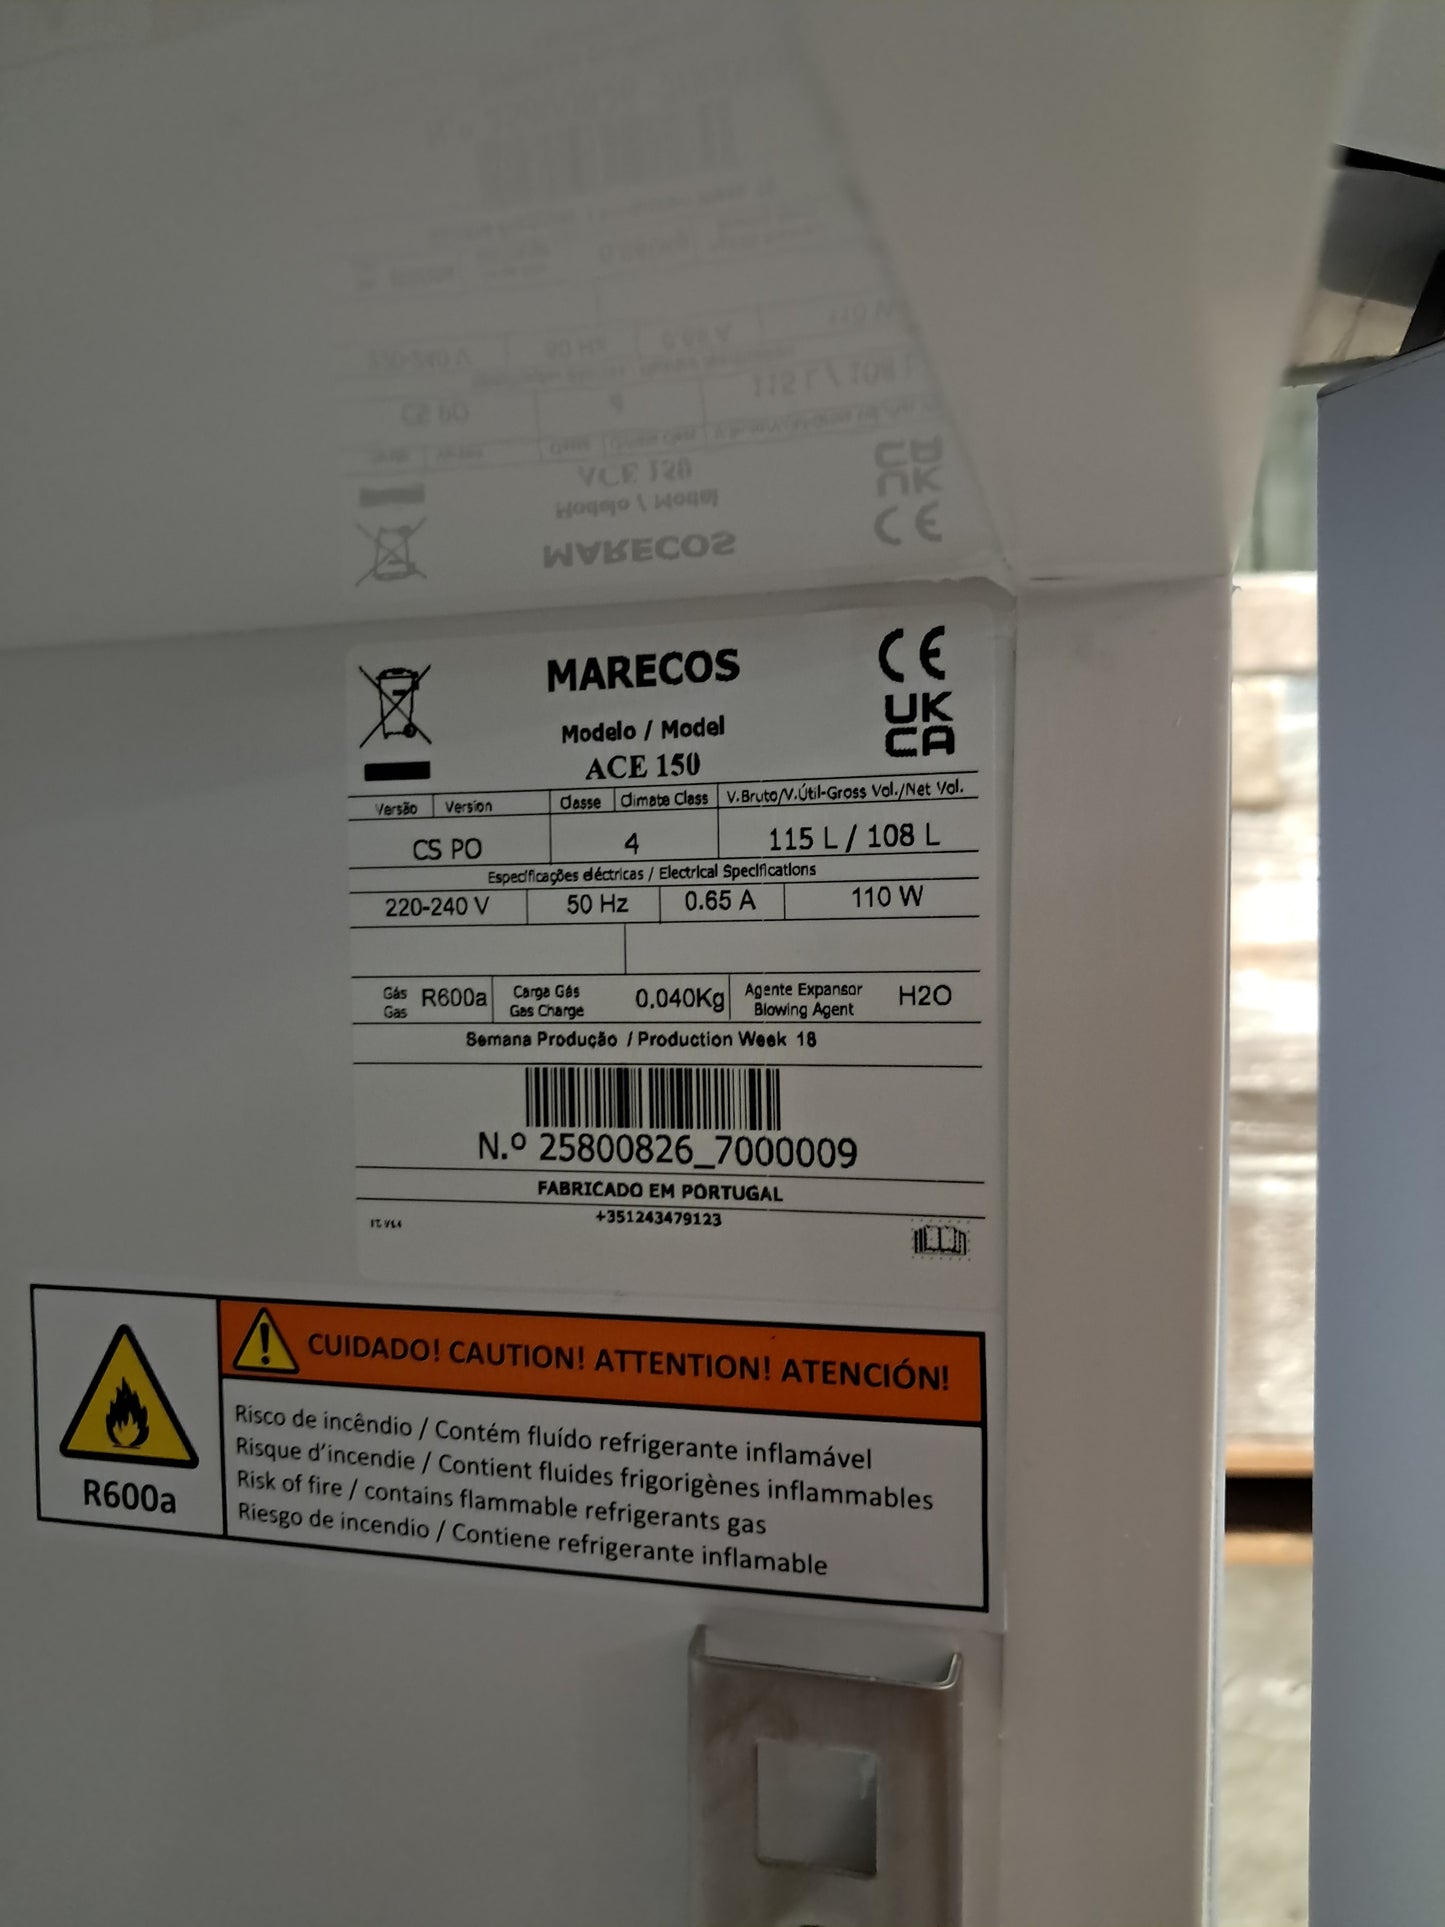 MARECOS
CE
UK
CA
Modelo / Model
ACE 150
Versão Version Classe Climate Class V.Bruto/V.Útil-Gross Vol./Net Vol.
CS PO 4 115 L / 108 L
Especificações eléctricas / Electrical Specifications
220-240 V 50 Hz 0.65 A 110 W
Gás R600a Carga Gás 0.040Kg Agente Expansor H2O
Gas Gas Charge Blowing Agent
Semana Produção / Production Week 18
N.º 25800826_7000009
FABRICADO EM PORTUGAL
+351243479123
CUIDADO! CAUTION! ATTENTION! ATENCIÓN!
Risco de incêndio / Contém fluído refrigerante inflamável
Risque d'incendie / Contient fluides frigorigènes inflammables
Risk of fire / contains flammable refrigerants gas
Riesgo de incendio / Contiene refrigerante inflamable
R600a